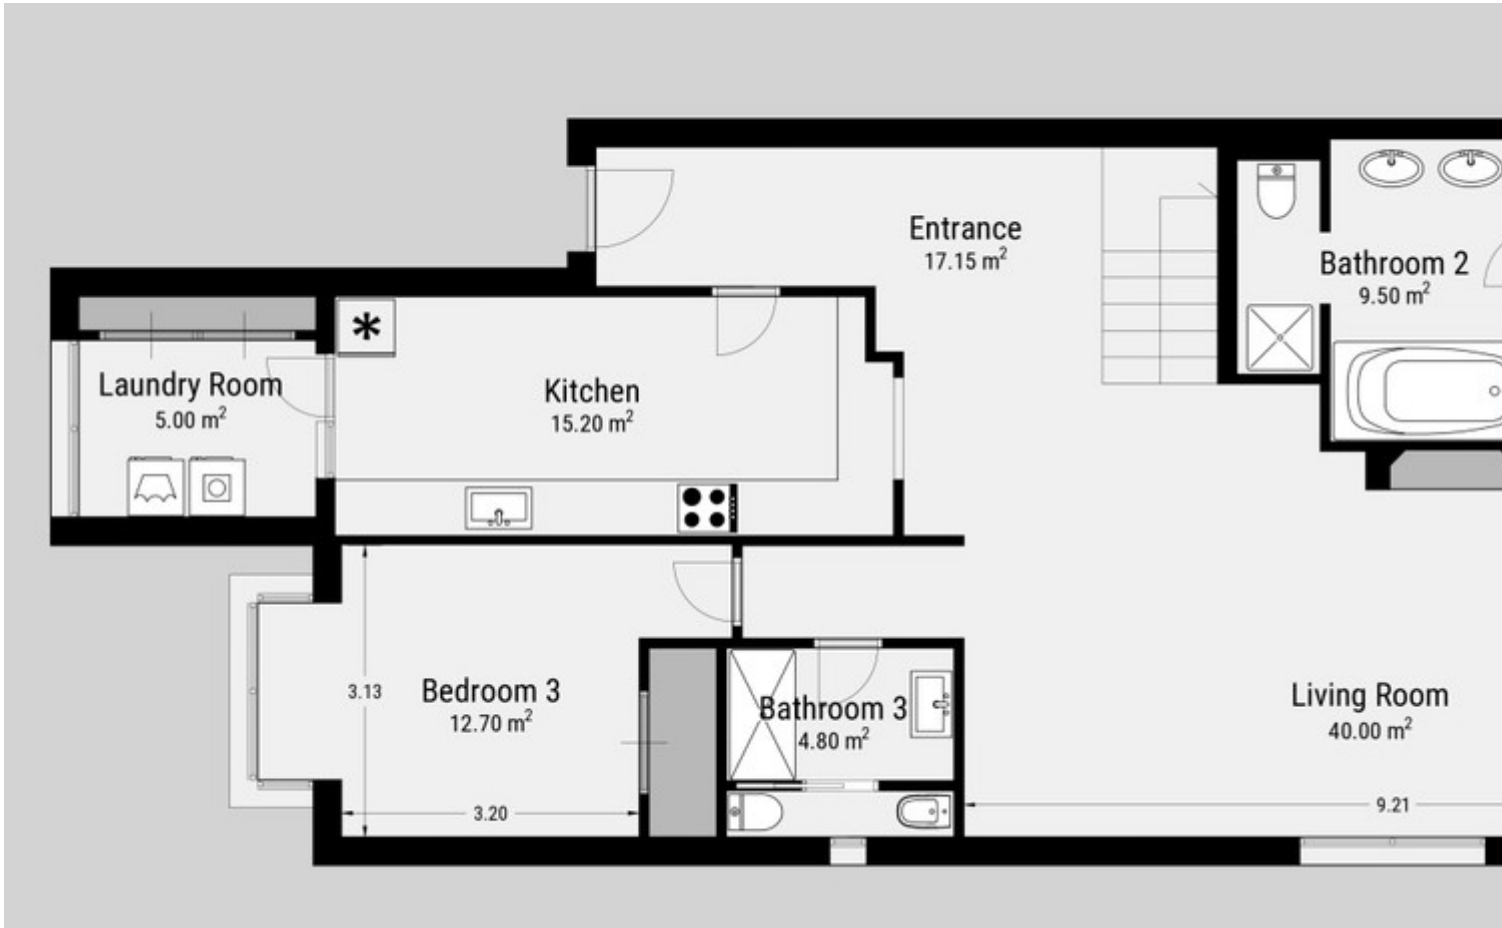 Entrance
17.15 m²
Bathroom 2
9.50 m²
Laundry Room
5.00 m²
*
Kitchen
15.20 m²
3.13
Bedroom 3
12.70 m²
3.20
Bathroom 3
4.80 m²
Living Room
40.00 m²
9.21